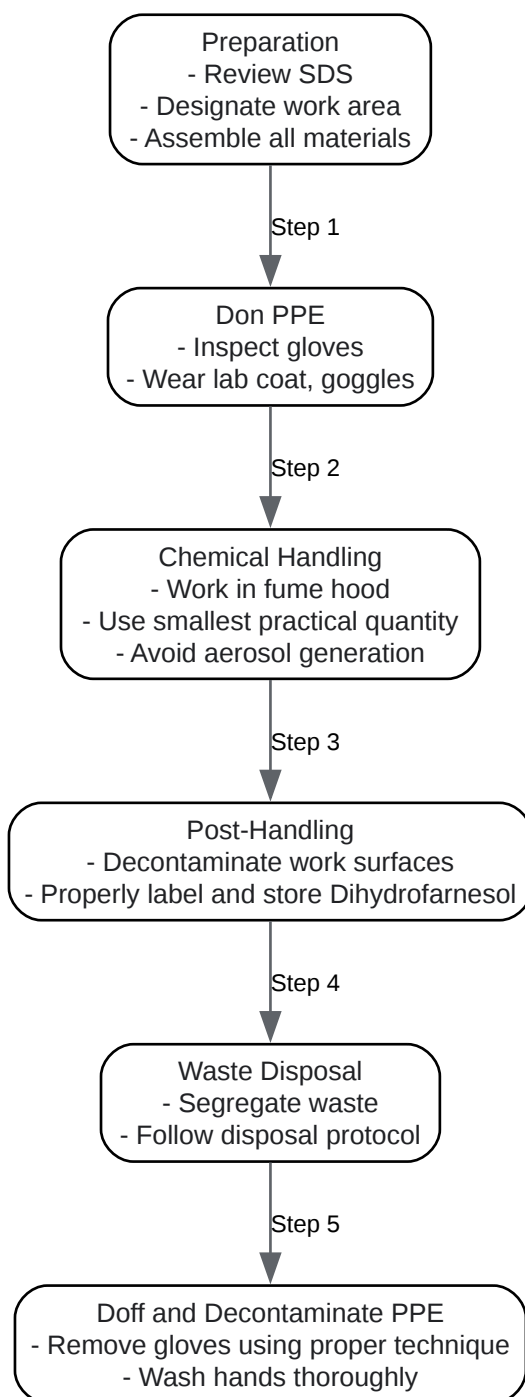 Preparation
- Review SDS
- Designate work area
- Assemble all materials
Step 1
Don PPE
- Inspect gloves
- Wear lab coat, goggles
Step 2
Chemical Handling
- Work in fume hood
- Use smallest practical quantity
- Avoid aerosol generation
Step 3
Post-Handling
- Decontaminate work surfaces
- Properly label and store Dihydrofarnesol
Step 4
Waste Disposal
- Segregate waste
- Follow disposal protocol
Step 5
Doff and Decontaminate PPE
- Remove gloves using proper technique
- Wash hands thoroughly